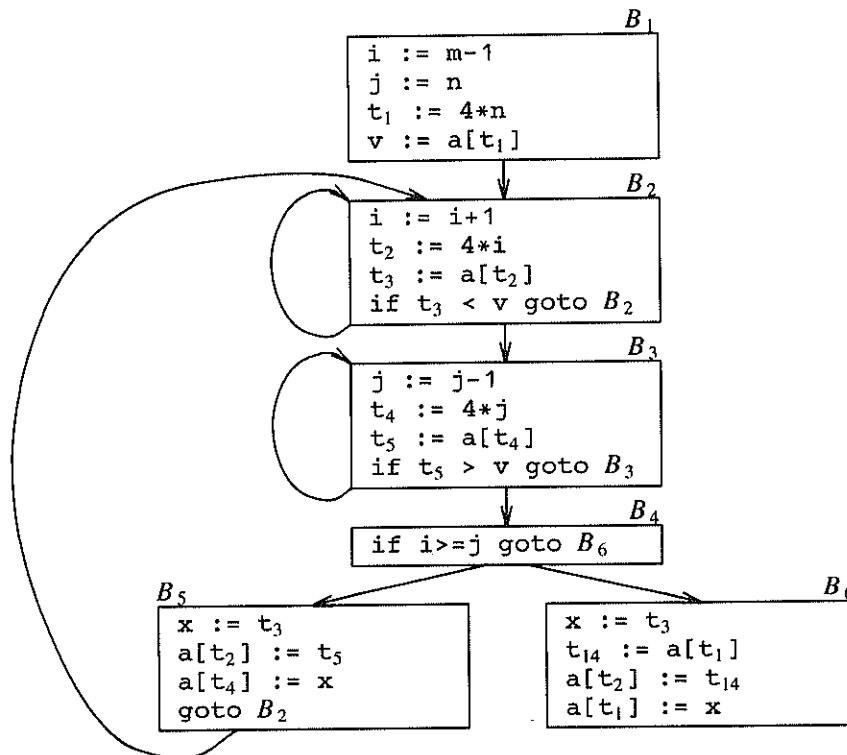 B₁
i := m-1
j := n
t₁ := 4*n
v := a[t₁]
B₂
i := i+1
t₂ := 4*i
t₃ := a[t₂]
if t₃ < v goto B₂
B₃
j := j-1
t₄ := 4*j
t₅ := a[t₄]
if t₅ > v goto B₃
B₄
if i>=j goto B₆
B₅
x := t₃
a[t₂] := t₅
a[t₄] := x
goto B₂
B₆
x := t₃
t₁₄ := a[t₁]
a[t₂] := t₁₄
a[t₁] := x